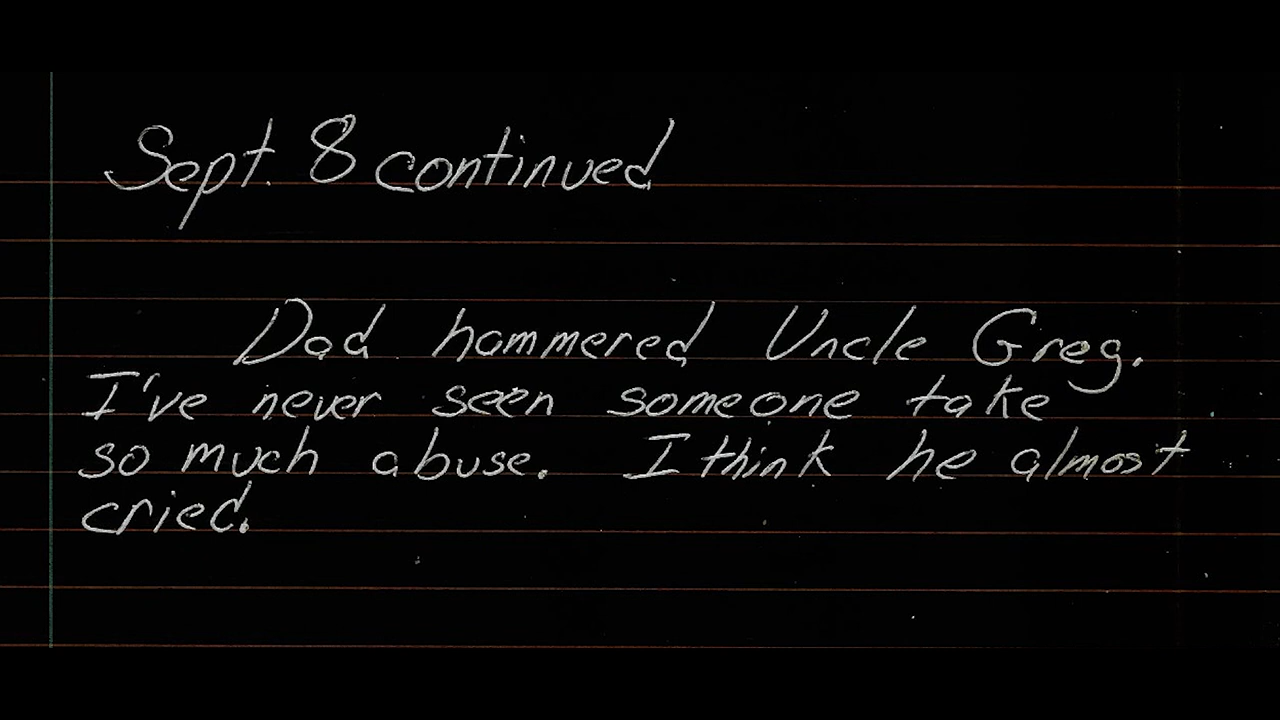 Sept. 8 continued
Dad hammered Uncle Greg.
I've never seen someone take
so much abuse. I think he almost
cried.